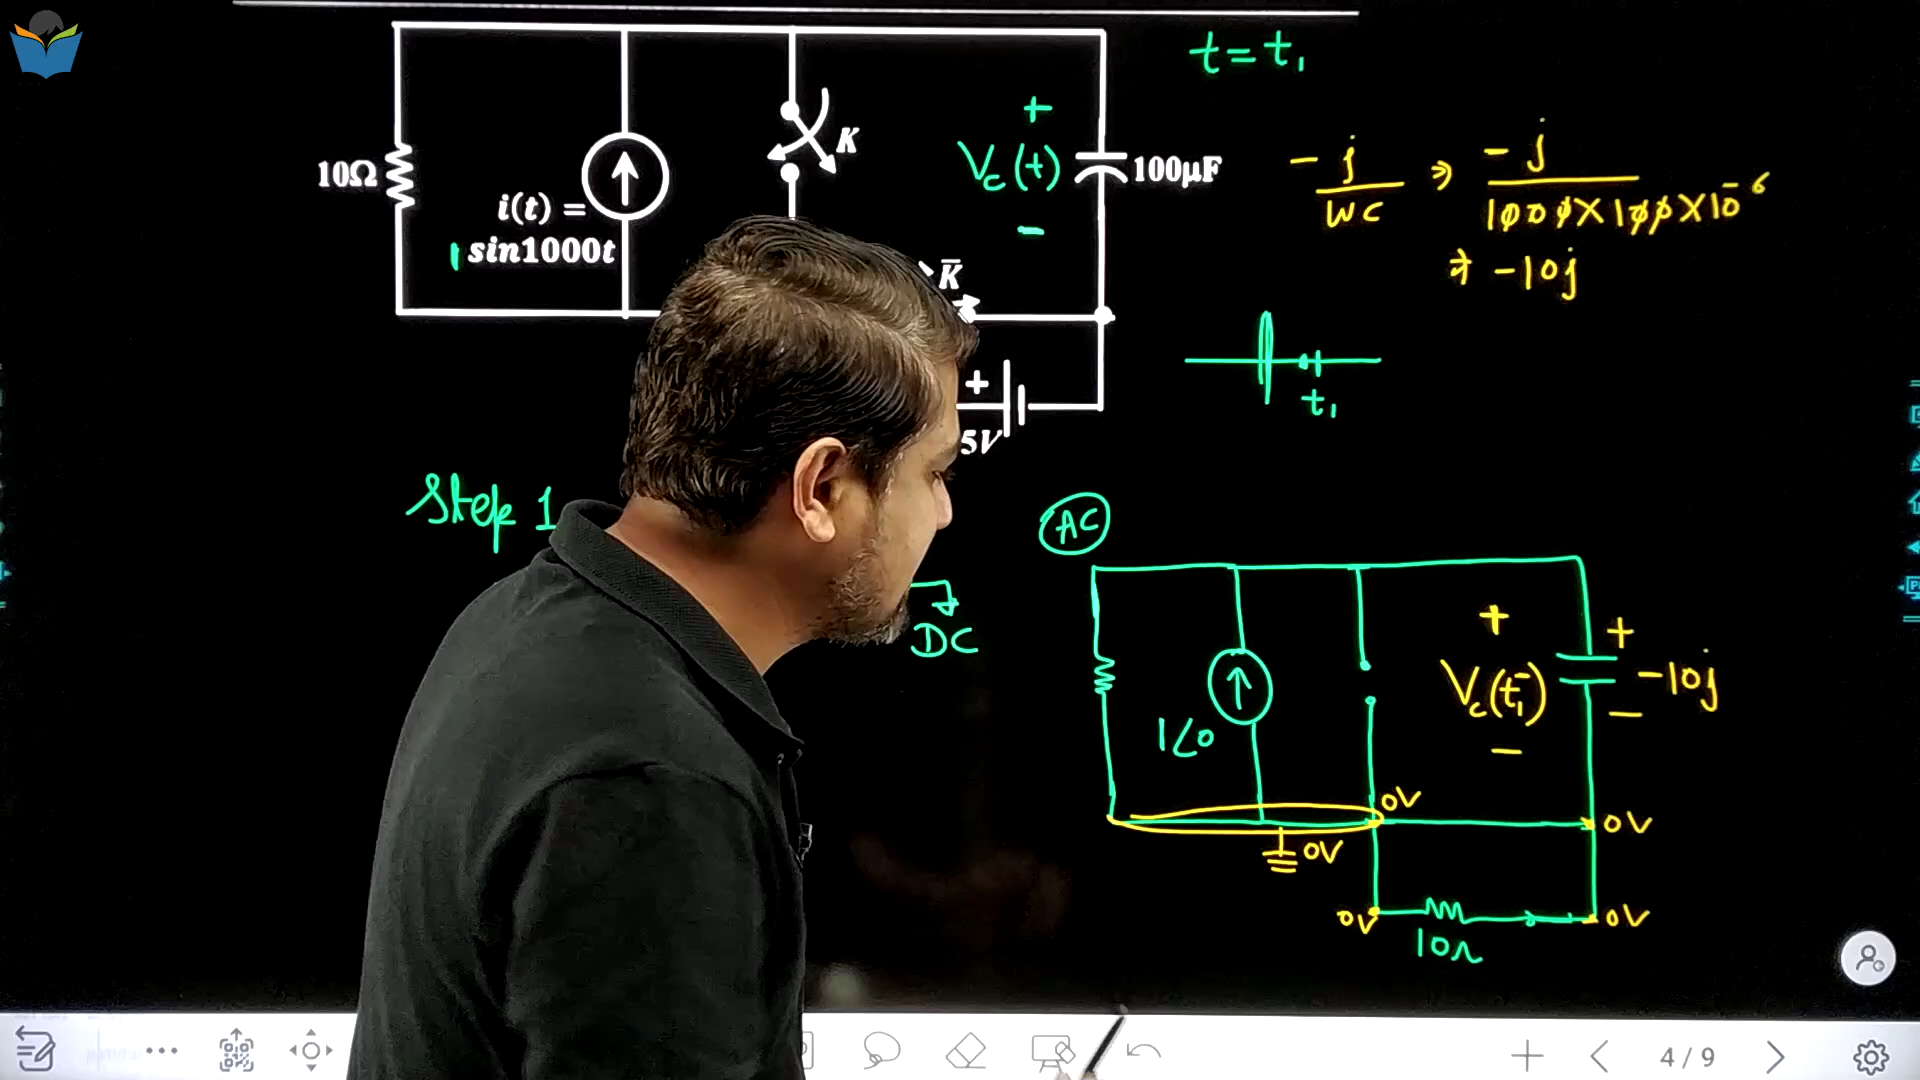 t = t₁
10Ω
i(t) =
1 sin1000t
K
+
Vc(t)
−
100μF
-j/wc ⇒ -j/1000×100×10⁻⁶
⇒ -10j
K̅
+
5V
t₁
Step 1
DC
AC
1∠0
+
Vc(t₁⁻)
−
+
-10j
−
0V
0V
0V
0V
10Ω
0V
4 / 9